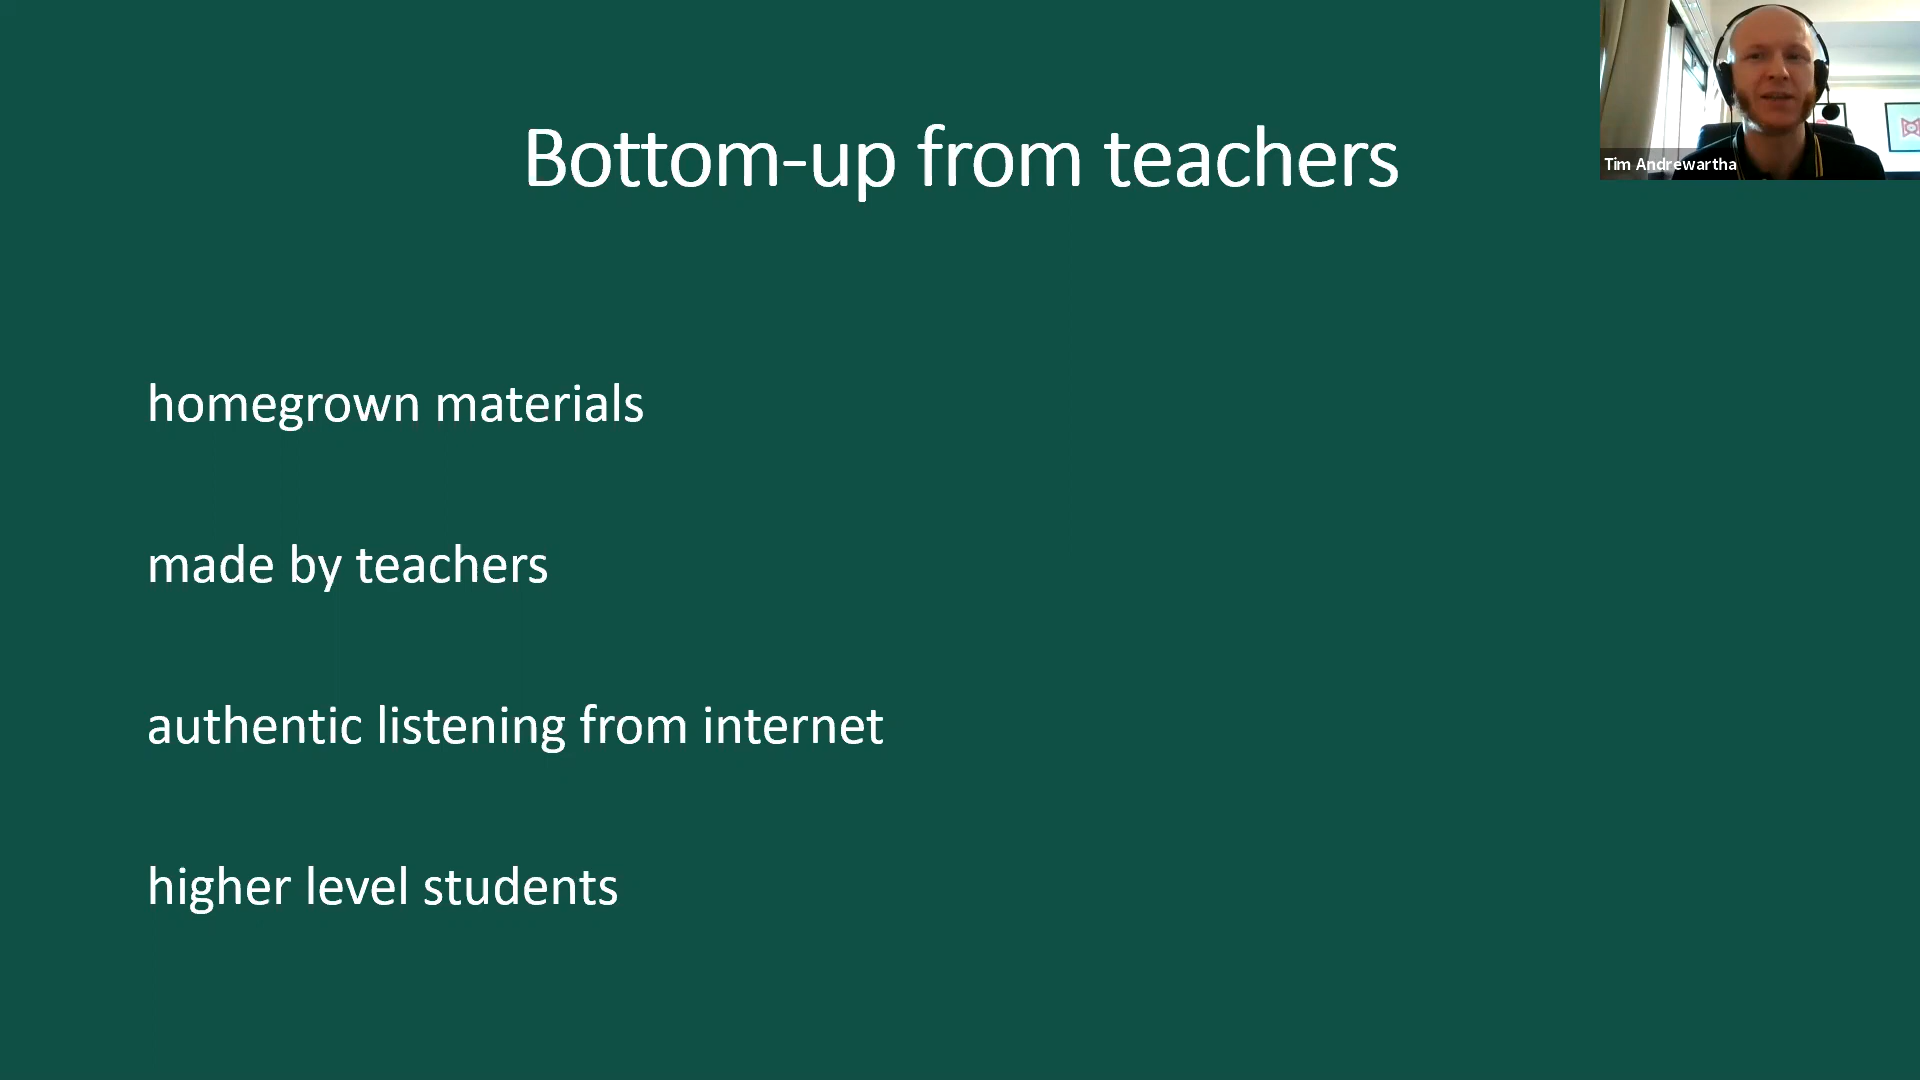 Bottom-up from teachers
Tim Andrewartha
homegrown materials
made by teachers
authentic listening from internet
higher level students